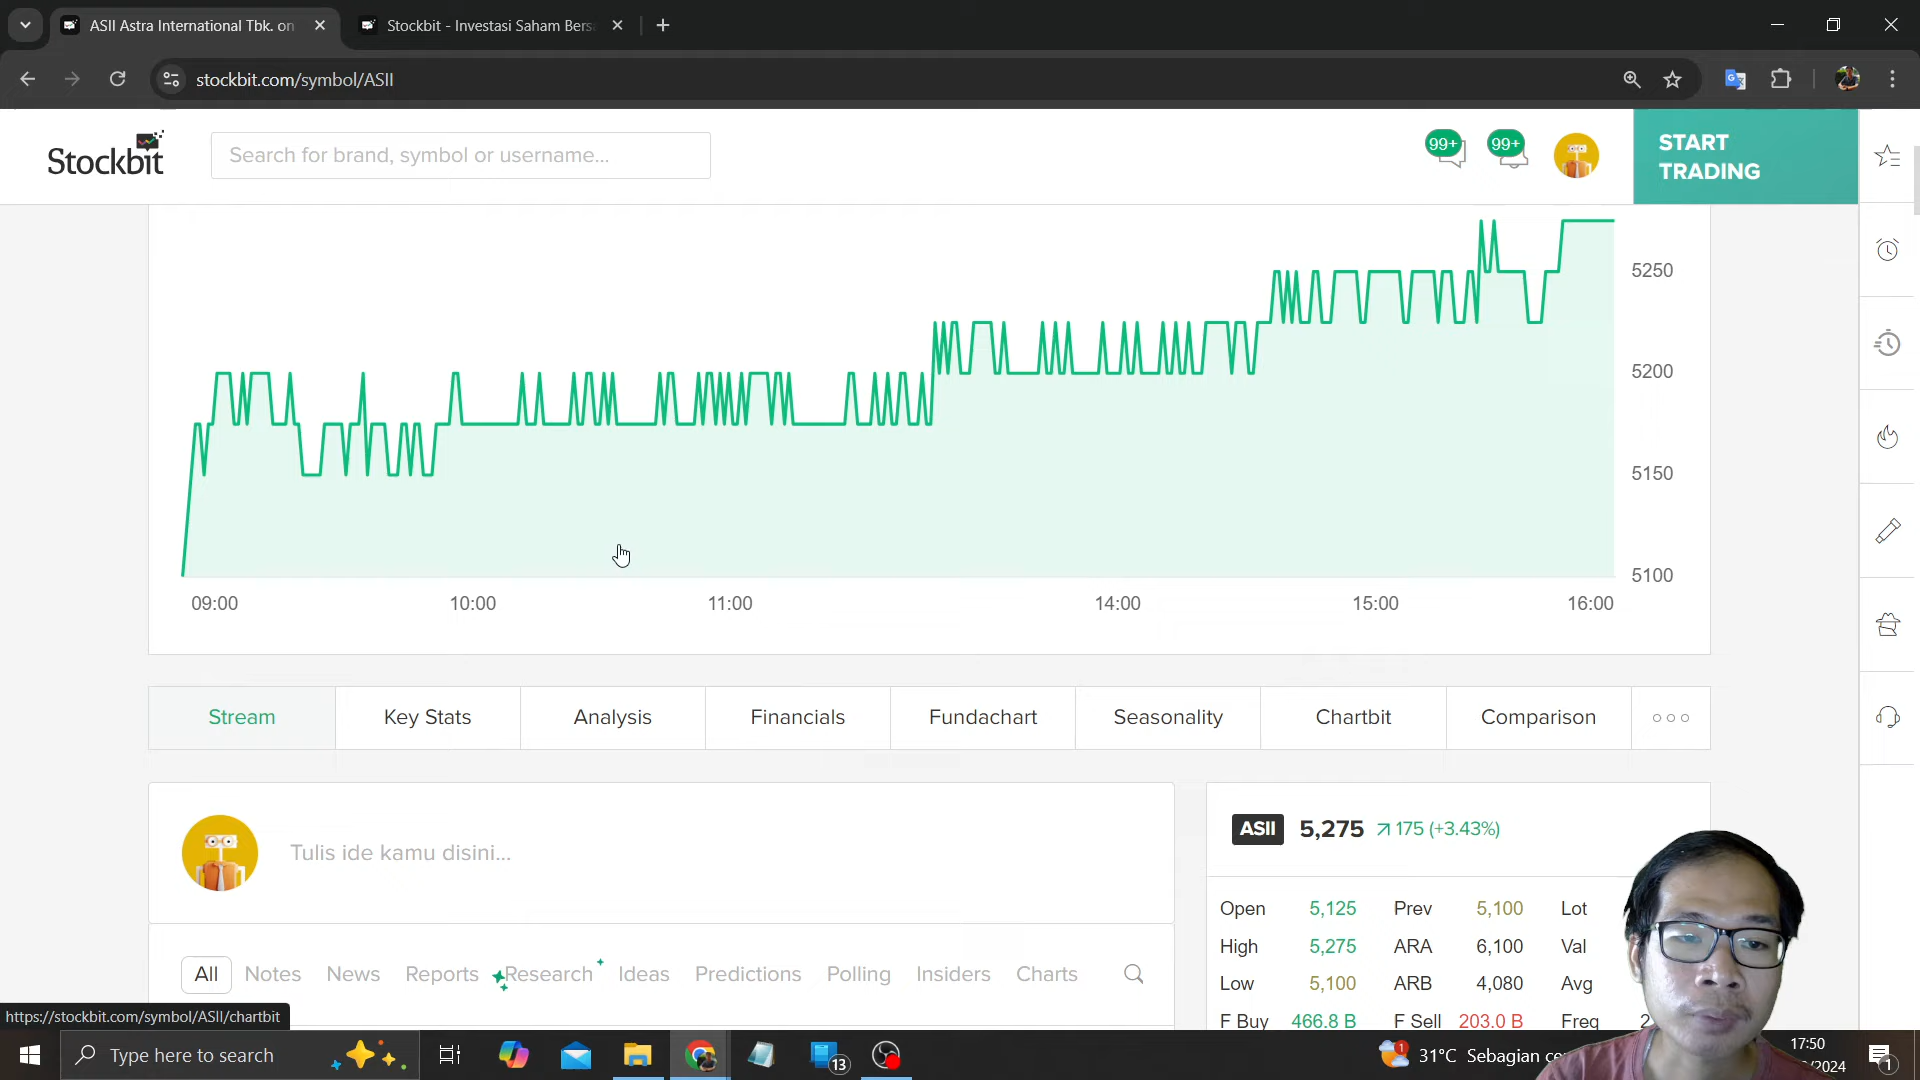 ASII Astra International Tbk. on
Stockbit - Investasi Saham Bers
stockbit.com/symbol/ASII
Stockbit
Search for brand, symbol or username...
99+
99+
START
TRADING
5250
5200
5150
5100
09:00
10:00
11:00
14:00
15:00
16:00
Stream
Key Stats
Analysis
Financials
Fundachart
Seasonality
Chartbit
Comparison
Tulis ide kamu disini...
ASII 5,275 175 (+3.43%)
Open 5,125 Prev 5,100 Lot
High 5,275 ARA 6,100 Val
Low 5,100 ARB 4,080 Avg
F Buy 466.8 B F Sell 203.0 B Freq 2
All Notes News Reports Research Ideas Predictions Polling Insiders Charts
https://stockbit.com/symbol/ASII/chartbit
Type here to search
13
1
31°C Sebagian
17:50
/2024
1